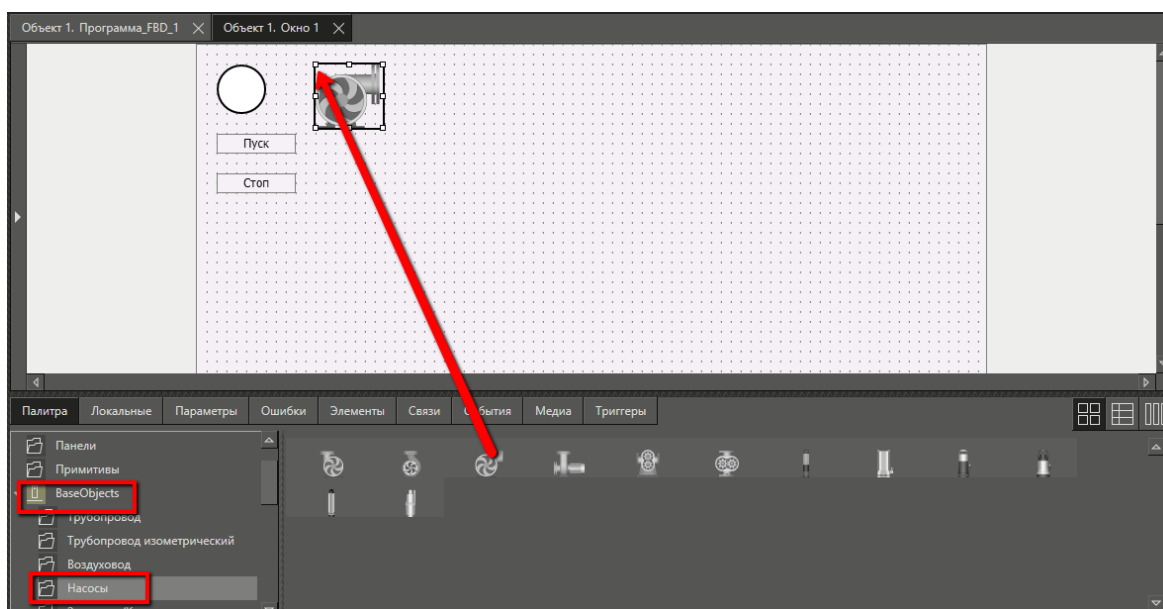 Объект 1. Программа_FBD_1
Объект 1. Окно 1
Пуск
Стоп
Палитра Локальные Параметры Ошибки Элементы Связи События Медиа Триггеры
Панели
Примитивы
BaseObjects
Трубопровод
Трубопровод изометрический
Воздуховод
Насосы